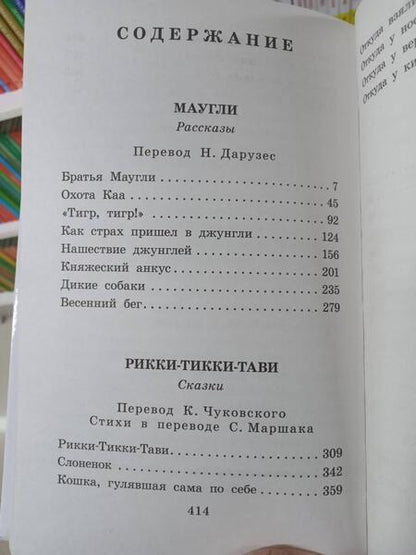 СОДЕРЖАНИЕ
МАУГЛИ
Рассказы
Перевод Н. Дарузес
Братья Маугли . . . . . . . . . . . . . . . . . . . . . 7
Охота Каа . . . . . . . . . . . . . . . . . . . . . . . . 45
«Тигр, тигр!» . . . . . . . . . . . . . . . . . . . . . . 92
Как страх пришел в джунгли . . . . . . . . 124
Нашествие джунглей . . . . . . . . . . . . . . . 156
Княжеский анкус . . . . . . . . . . . . . . . . . . 201
Дикие собаки . . . . . . . . . . . . . . . . . . . . . 235
Весенний бег . . . . . . . . . . . . . . . . . . . . . 279
РИККИ-ТИККИ-ТАВИ
Сказки
Перевод К. Чуковского
Стихи в переводе С. Маршака
Рикки-Тикки-Тави . . . . . . . . . . . . . . . . . 309
Слоненок . . . . . . . . . . . . . . . . . . . . . . . . 342
Кошка, гулявшая сама по себе . . . . . . . 359
414
Откуда
Откуда у
Откуда у
Откуда у